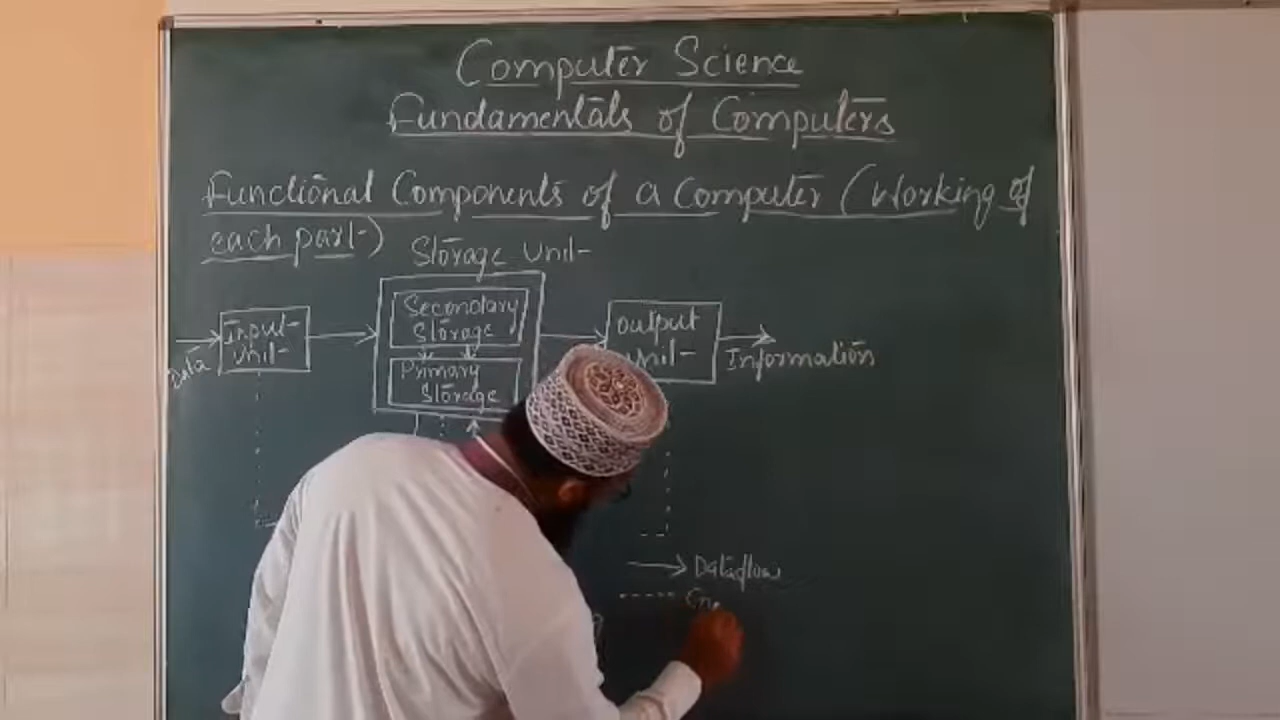 Computer Science
Fundamentals of Computers
Functional Components of a Computer (Working of
each part)
Storage Unit
Secondary
Storage
Primary
Storage
Input
Unit
Data
Output
Unit
Information
Dataflow